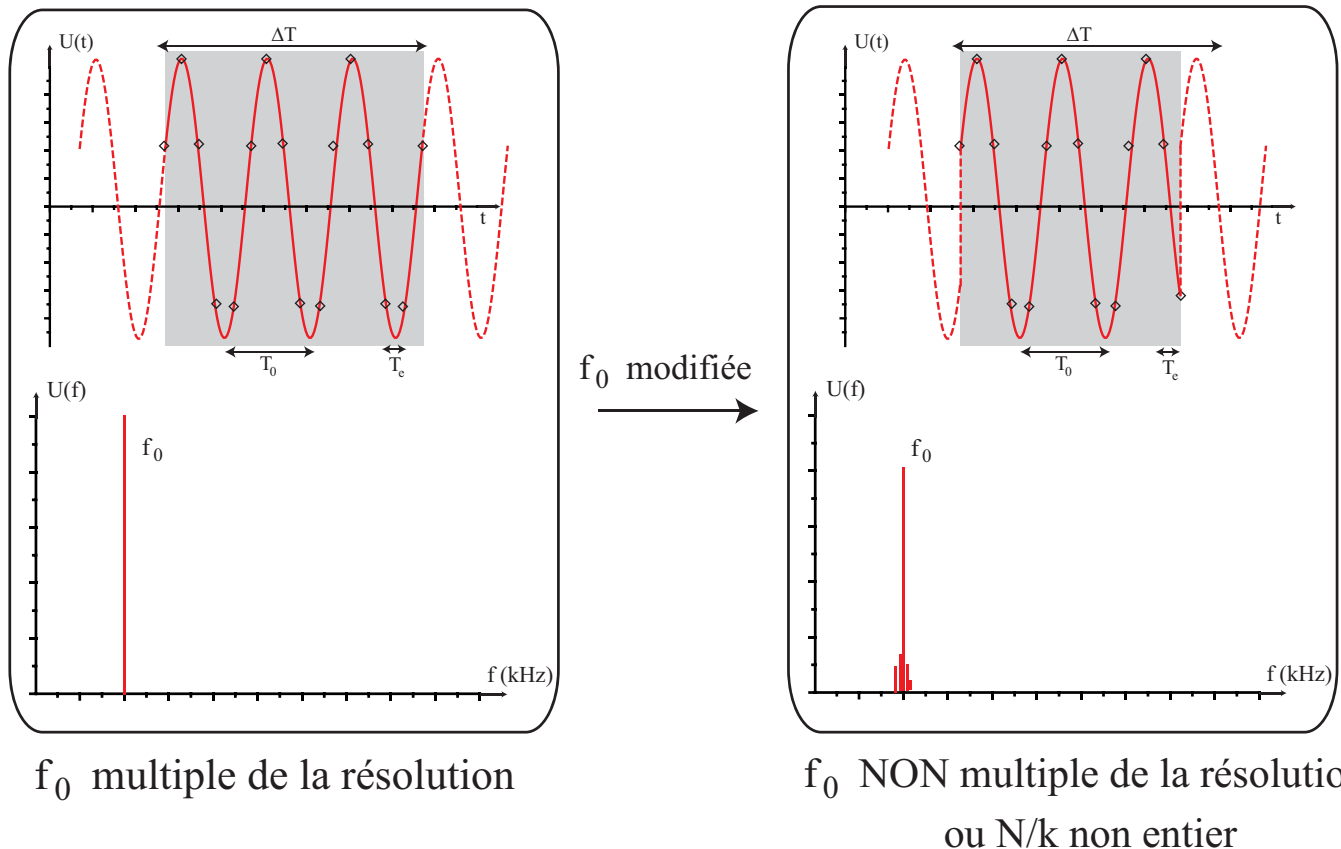 ΔT
U(t)
t
T₀
Tₑ
U(f)
f₀
f (kHz)
f₀ multiple de la résolution
f₀ modifiée
ΔT
U(t)
t
T₀
Tₑ
U(f)
f₀
f (kHz)
f₀ NON multiple de la résolutio
ou N/k non entier